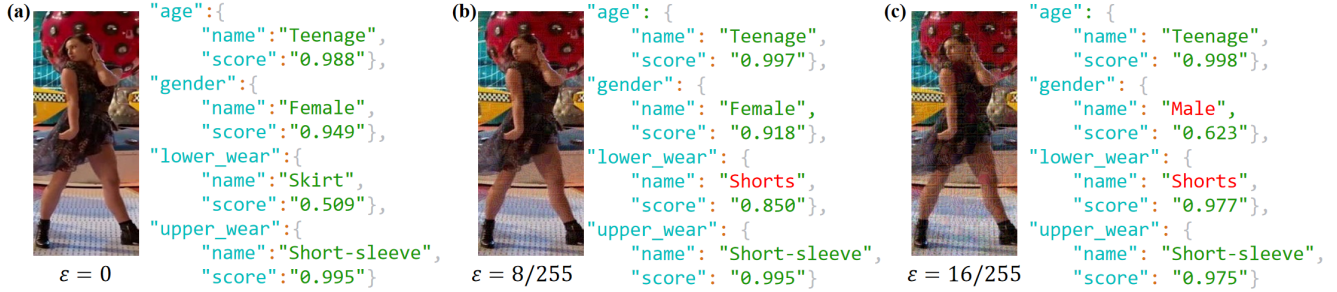 (a)
"age":{
"name":"Teenage",
"score":"0.988"},
"gender":{
"name":"Female",
"score":"0.949"},
"lower_wear":{
"name":"Skirt",
"score":"0.509"},
"upper_wear":{
"name":"Short-sleeve",
"score":"0.995"}
ε = 0
(b)
"age": {
"name": "Teenage",
"score": "0.997"},
"gender": {
"name": "Female",
"score": "0.918"},
"lower_wear": {
"name": "Shorts",
"score": "0.850"},
"upper_wear": {
"name": "Short-sleeve",
"score": "0.995"}
ε = 8/255
(c)
"age": {
"name": "Teenage",
"score": "0.998"},
"gender": {
"name": "Male",
"score": "0.623"},
"lower_wear": {
"name": "Shorts",
"score": "0.977"},
"upper_wear": {
"name": "Short-sleeve",
"score": "0.975"}
ε = 16/255